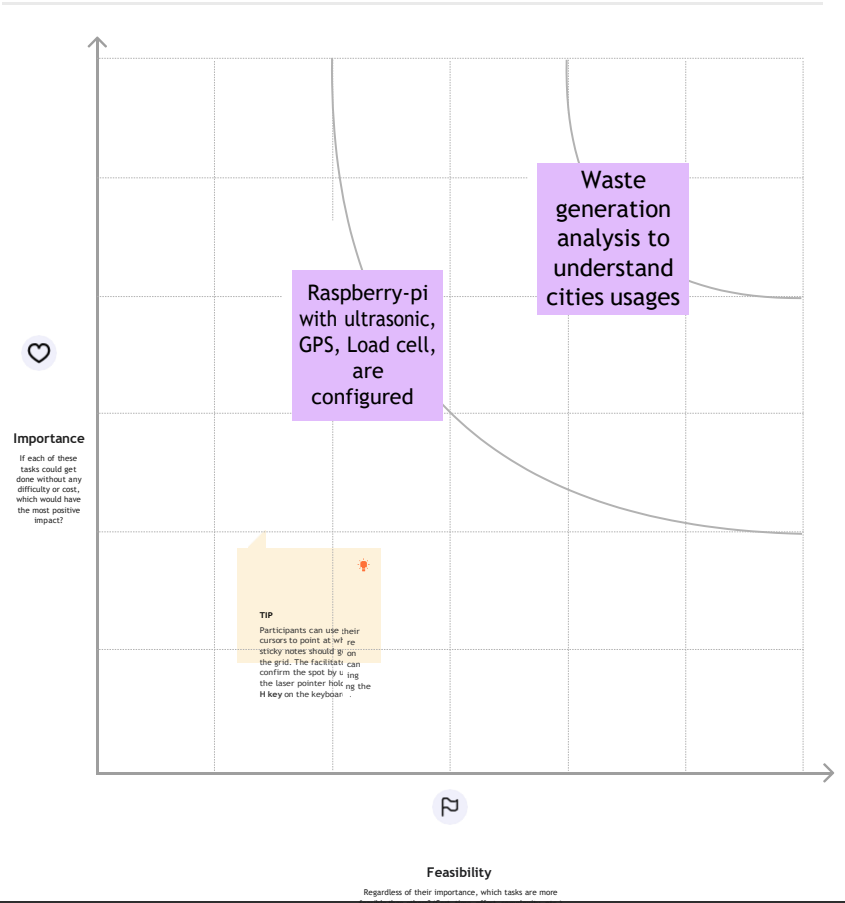 Waste
generation
analysis to
understand
cities usages
Raspberry-pi
with ultrasonic,
GPS, Load cell,
are
configured
Importance
If each of these
tasks could get
done without any
difficulty or cost,
which would have
the most positive
impact?
TIP
Participants can use their
cursors to point at where
sticky notes should go on
the grid. The facilitator can
confirm the spot by using
the laser pointer holding the
H key on the keyboard.
Feasibility
Regardless of their importance, which tasks are more